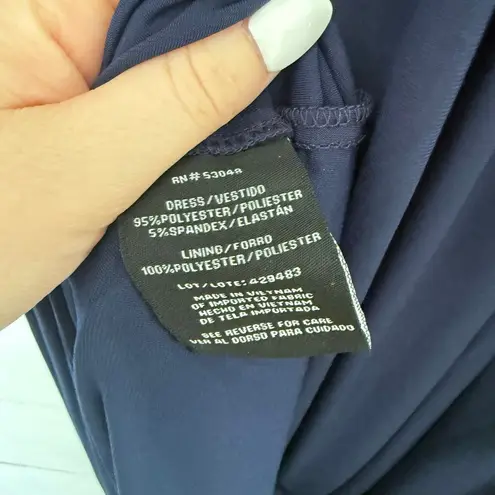 RN# 53048
DRESS/VESTIDO
95%POLYESTER/POLIESTER
5%SPANDEX/ELASTÁN
LINING/FORRO
100%POLYESTER/POLIESTER
LOT/LOTE: 429483
MADE IN VIETNAM
OF IMPORTED FABRIC
HECHO EN VIETNAM
DE TELA IMPORTADA
SEE REVERSE FOR CARE
VER AL DORSO PARA CUIDADO